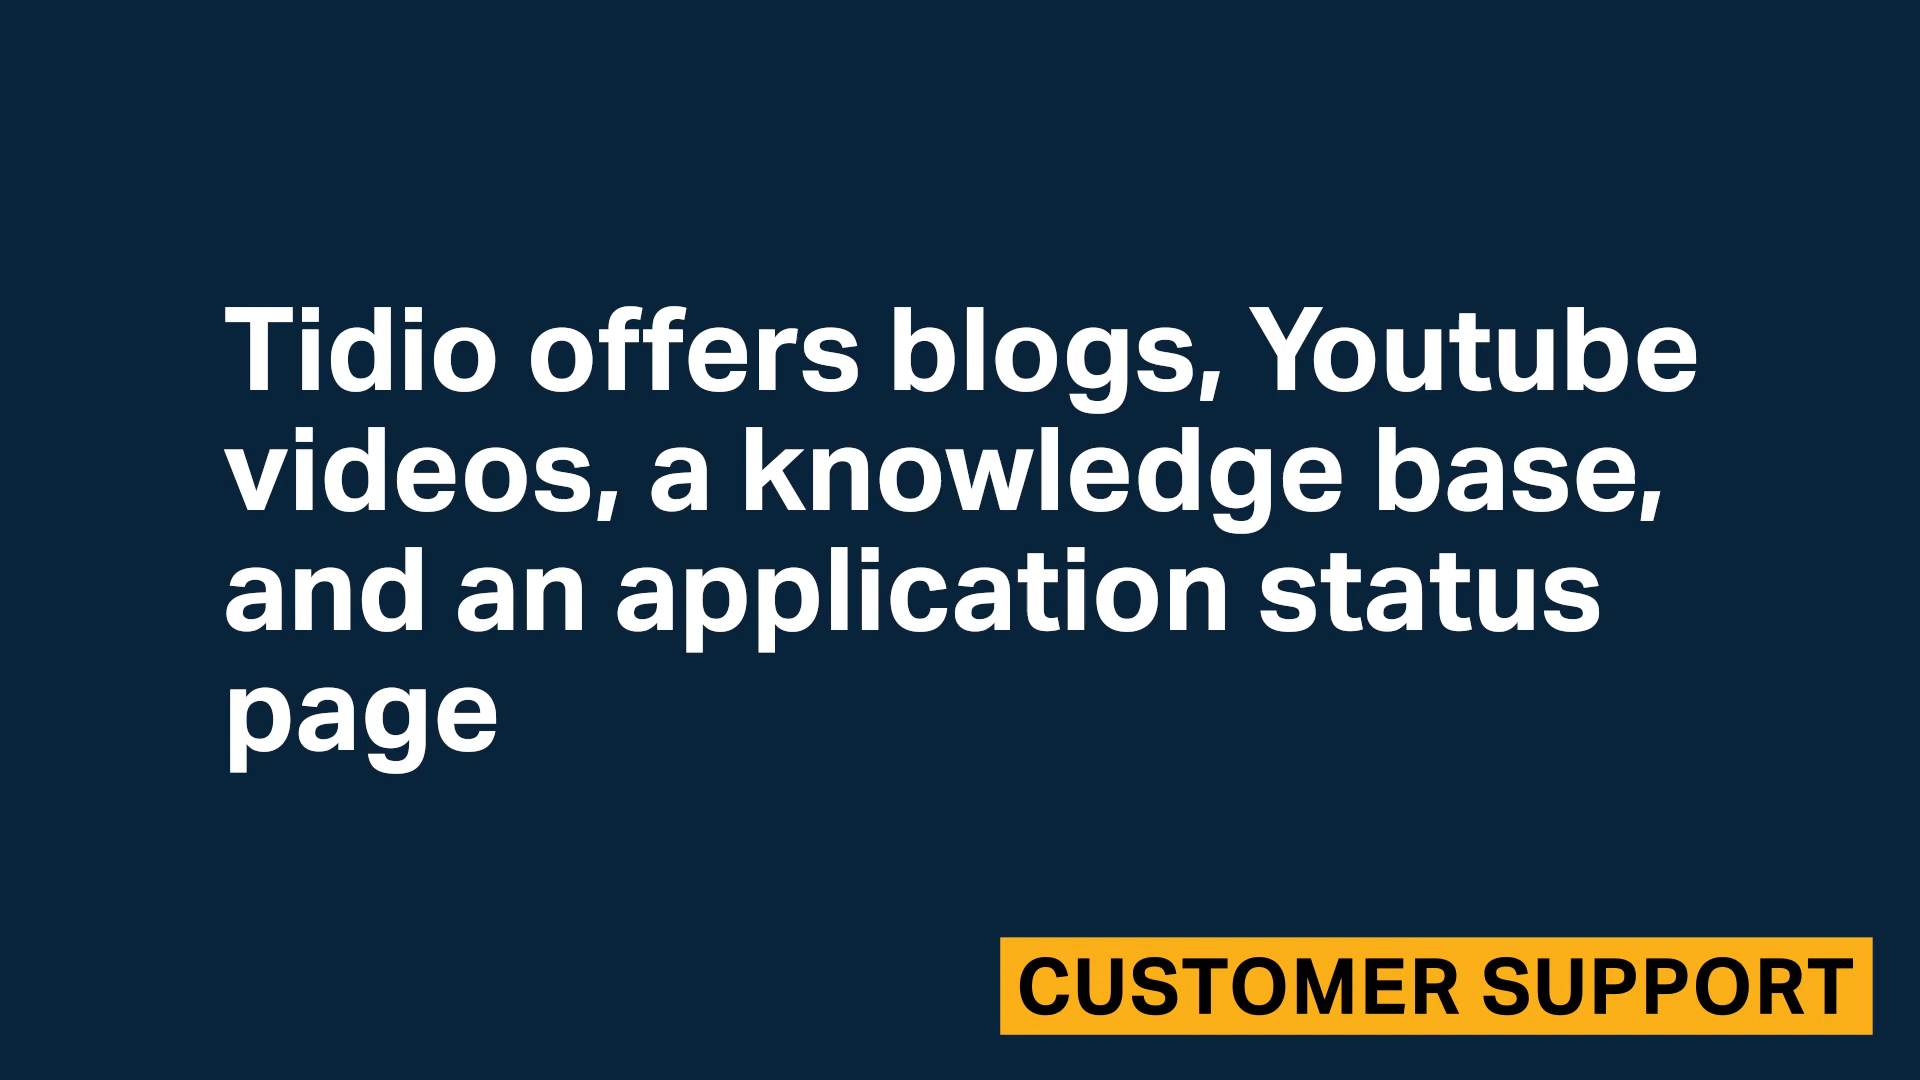 Tidio offers blogs, Youtube
videos, a knowledge base,
and an application status
page
CUSTOMER SUPPORT